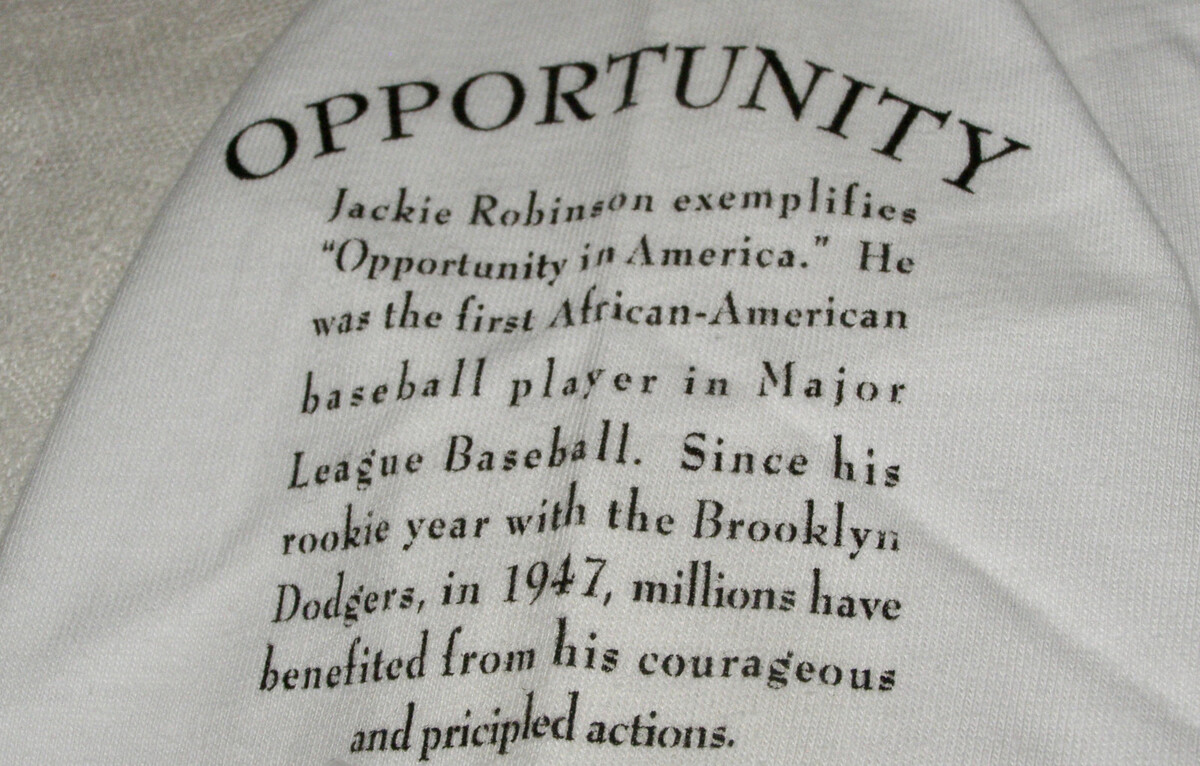 OPPORTUNITY
Jackie Robinson exemplifies
"Opportunity in America." He
was the first African-American
baseball player in Major
League Baseball. Since his
rookie year with the Brooklyn
Dodgers, in 1947, millions have
benefited from his courageous
and pricipled actions.